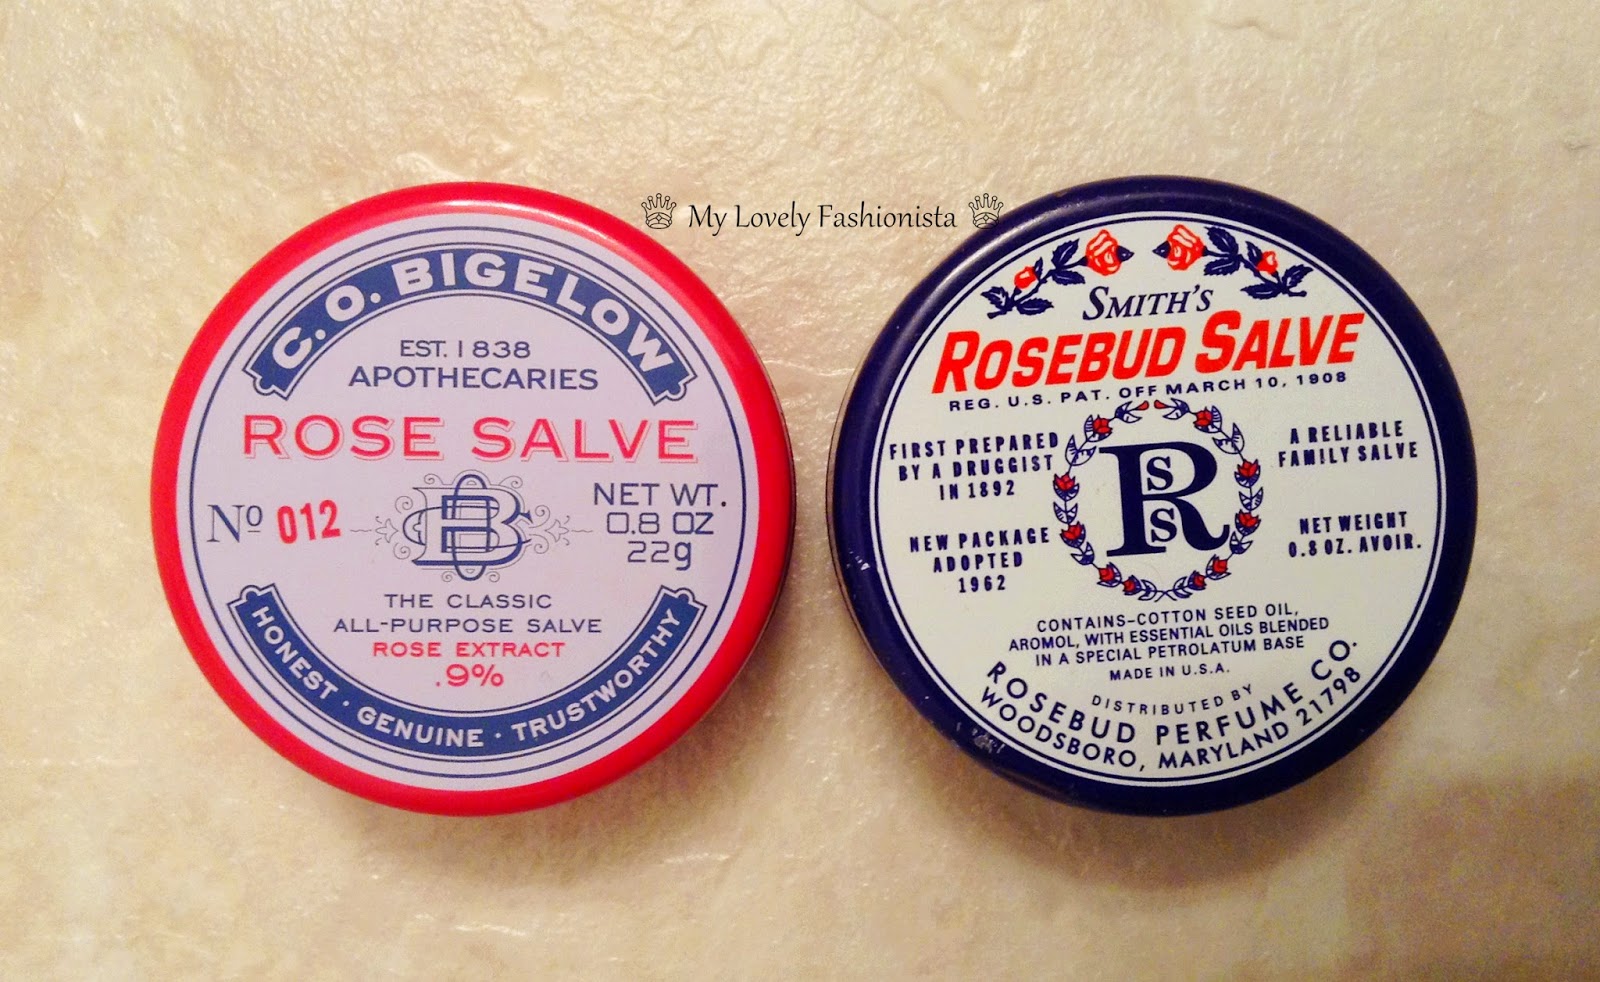 My Lovely Fashionista
C. O. BIGELOW
EST. 1838
APOTHECARIES
ROSE SALVE
Nº 012
NET WT.
0.8 OZ
22g
THE CLASSIC
ALL-PURPOSE SALVE
ROSE EXTRACT
.9%
HONEST · GENUINE · TRUSTWORTHY
SMITH'S
ROSEBUD SALVE
REG. U.S. PAT. OFF MARCH 10, 1908
FIRST PREPARED
BY A DRUGGIST
IN 1892
A RELIABLE
FAMILY SALVE
RSS
NEW PACKAGE
ADOPTED
1962
NET WEIGHT
0.8 OZ. AVOIR.
CONTAINS-COTTON SEED OIL,
AROMOL, WITH ESSENTIAL OILS BLENDED
IN A SPECIAL PETROLATUM BASE
MADE IN U.S.A.
DISTRIBUTED BY
ROSEBUD PERFUME CO.
WOODSBORO, MARYLAND 21798